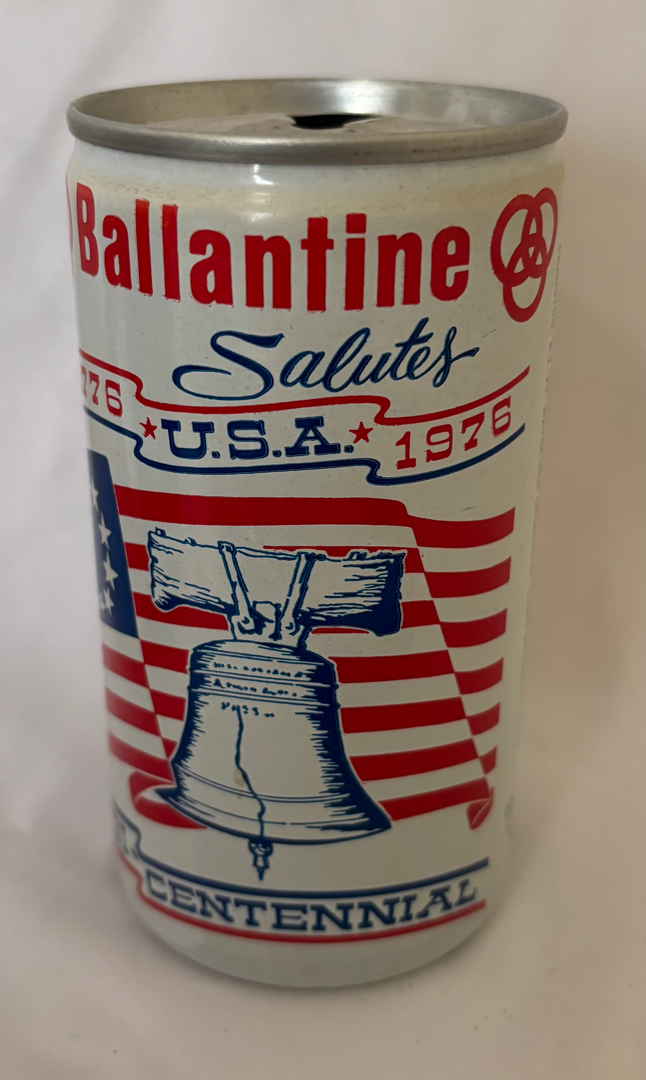 Ballantine
Salutes
776 U.S.A. 1976
CENTENNIAL